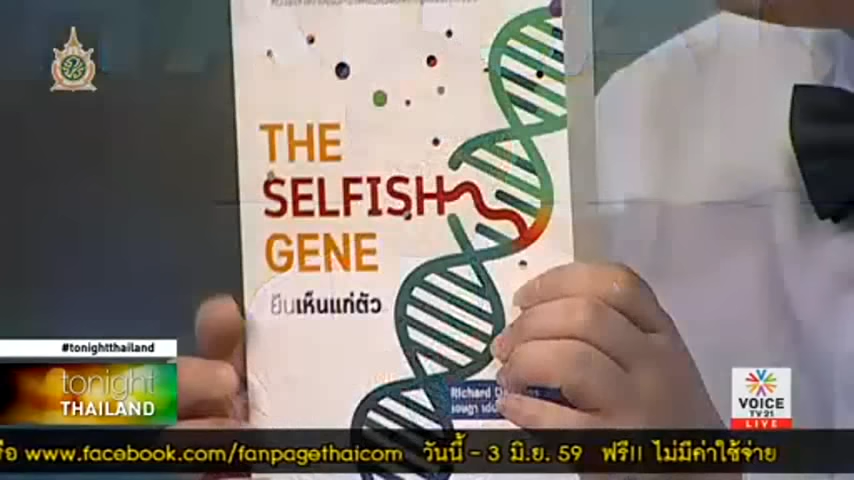 THE
SELFISH
GENE
ยีนเห็นแก่ตัว
Richard
#tonightthailand
tonight
THAILAND
VOICE
TV 21
LIVE
www.facebook.com/fanpagethaicom วันนี้ - 3 มิ.ย. 59 ฟรี!! ไม่มีค่าใช้จ่าย